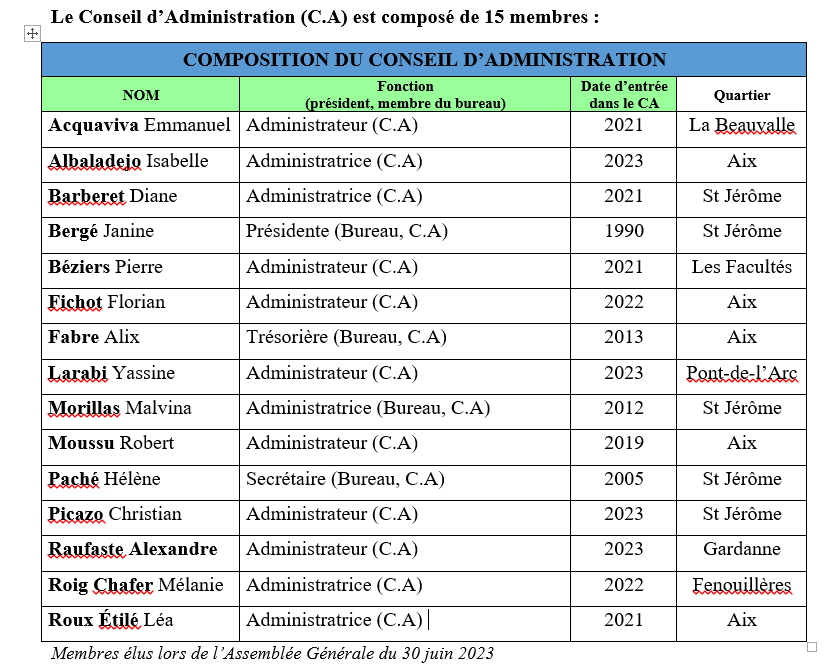 Le Conseil d’Administration (C.A) est composé de 15 membres :
COMPOSITION DU CONSEIL D’ADMINISTRATION
NOM Fonction (président, membre du bureau) Date d’entrée dans le CA Quartier
Acquaviva Emmanuel Administrateur (C.A) 2021 La Beauvalle
Albaladejo Isabelle Administratrice (C.A) 2023 Aix
Barberet Diane Administratrice (C.A) 2021 St Jérôme
Bergé Janine Présidente (Bureau, C.A) 1990 St Jérôme
Béziers Pierre Administrateur (C.A) 2021 Les Facultés
Fichot Florian Administrateur (C.A) 2022 Aix
Fabre Alix Trésorière (Bureau, C.A) 2013 Aix
Larabi Yassine Administrateur (C.A) 2023 Pont-de-l’Arc
Morillas Malvina Administratrice (Bureau, C.A) 2012 St Jérôme
Moussu Robert Administrateur (C.A) 2019 Aix
Paché Hélène Secrétaire (Bureau, C.A) 2005 St Jérôme
Picazo Christian Administrateur (C.A) 2023 St Jérôme
Raufaste Alexandre Administrateur (C.A) 2023 Gardanne
Roig Chafer Mélanie Administratrice (C.A) 2022 Fenouillères
Roux Étilé Léa Administratrice (C.A) 2021 Aix
Membres élus lors de l’Assemblée Générale du 30 juin 2023